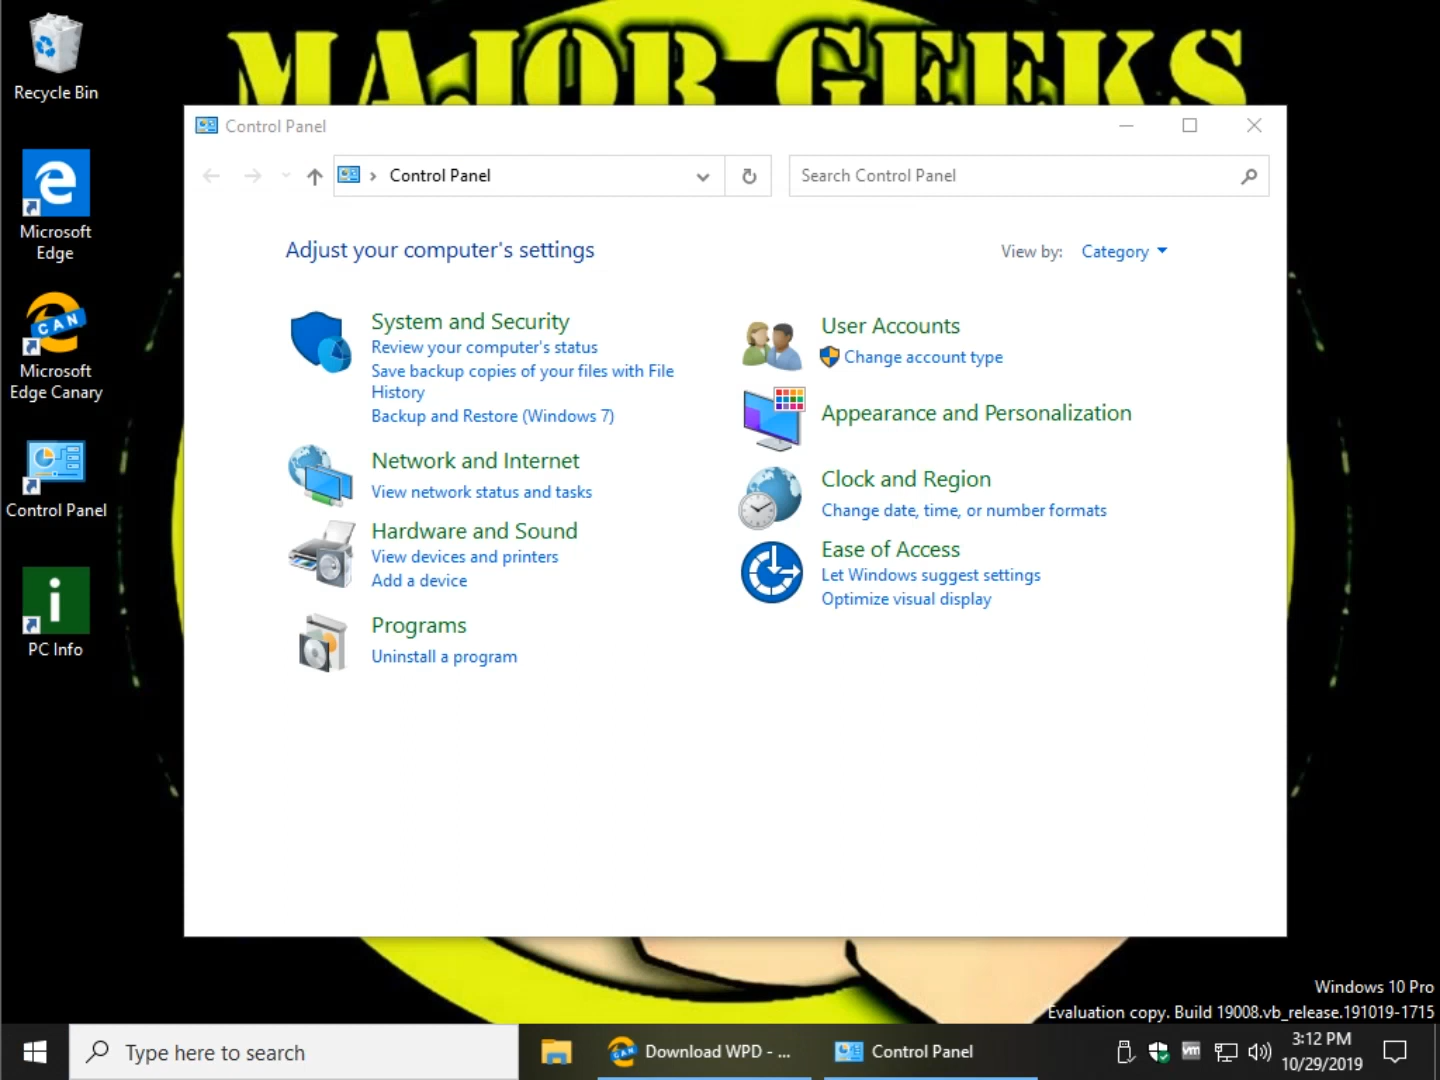 MAJOR GEEKS
Recycle Bin
Microsoft
Edge
CAN
Microsoft
Edge Canary
Control Panel
PC Info
Control Panel
Control Panel
Search Control Panel
Adjust your computer's settings
View by: Category
System and Security
Review your computer's status
Save backup copies of your files with File
History
Backup and Restore (Windows 7)
Network and Internet
View network status and tasks
Hardware and Sound
View devices and printers
Add a device
Programs
Uninstall a program
User Accounts
Change account type
Appearance and Personalization
Clock and Region
Change date, time, or number formats
Ease of Access
Let Windows suggest settings
Optimize visual display
Windows 10 Pro
Evaluation copy. Build 19008.vb_release.191019-1715
Type here to search
CAN
Download WPD - ...
Control Panel
vm
3:12 PM
10/29/2019